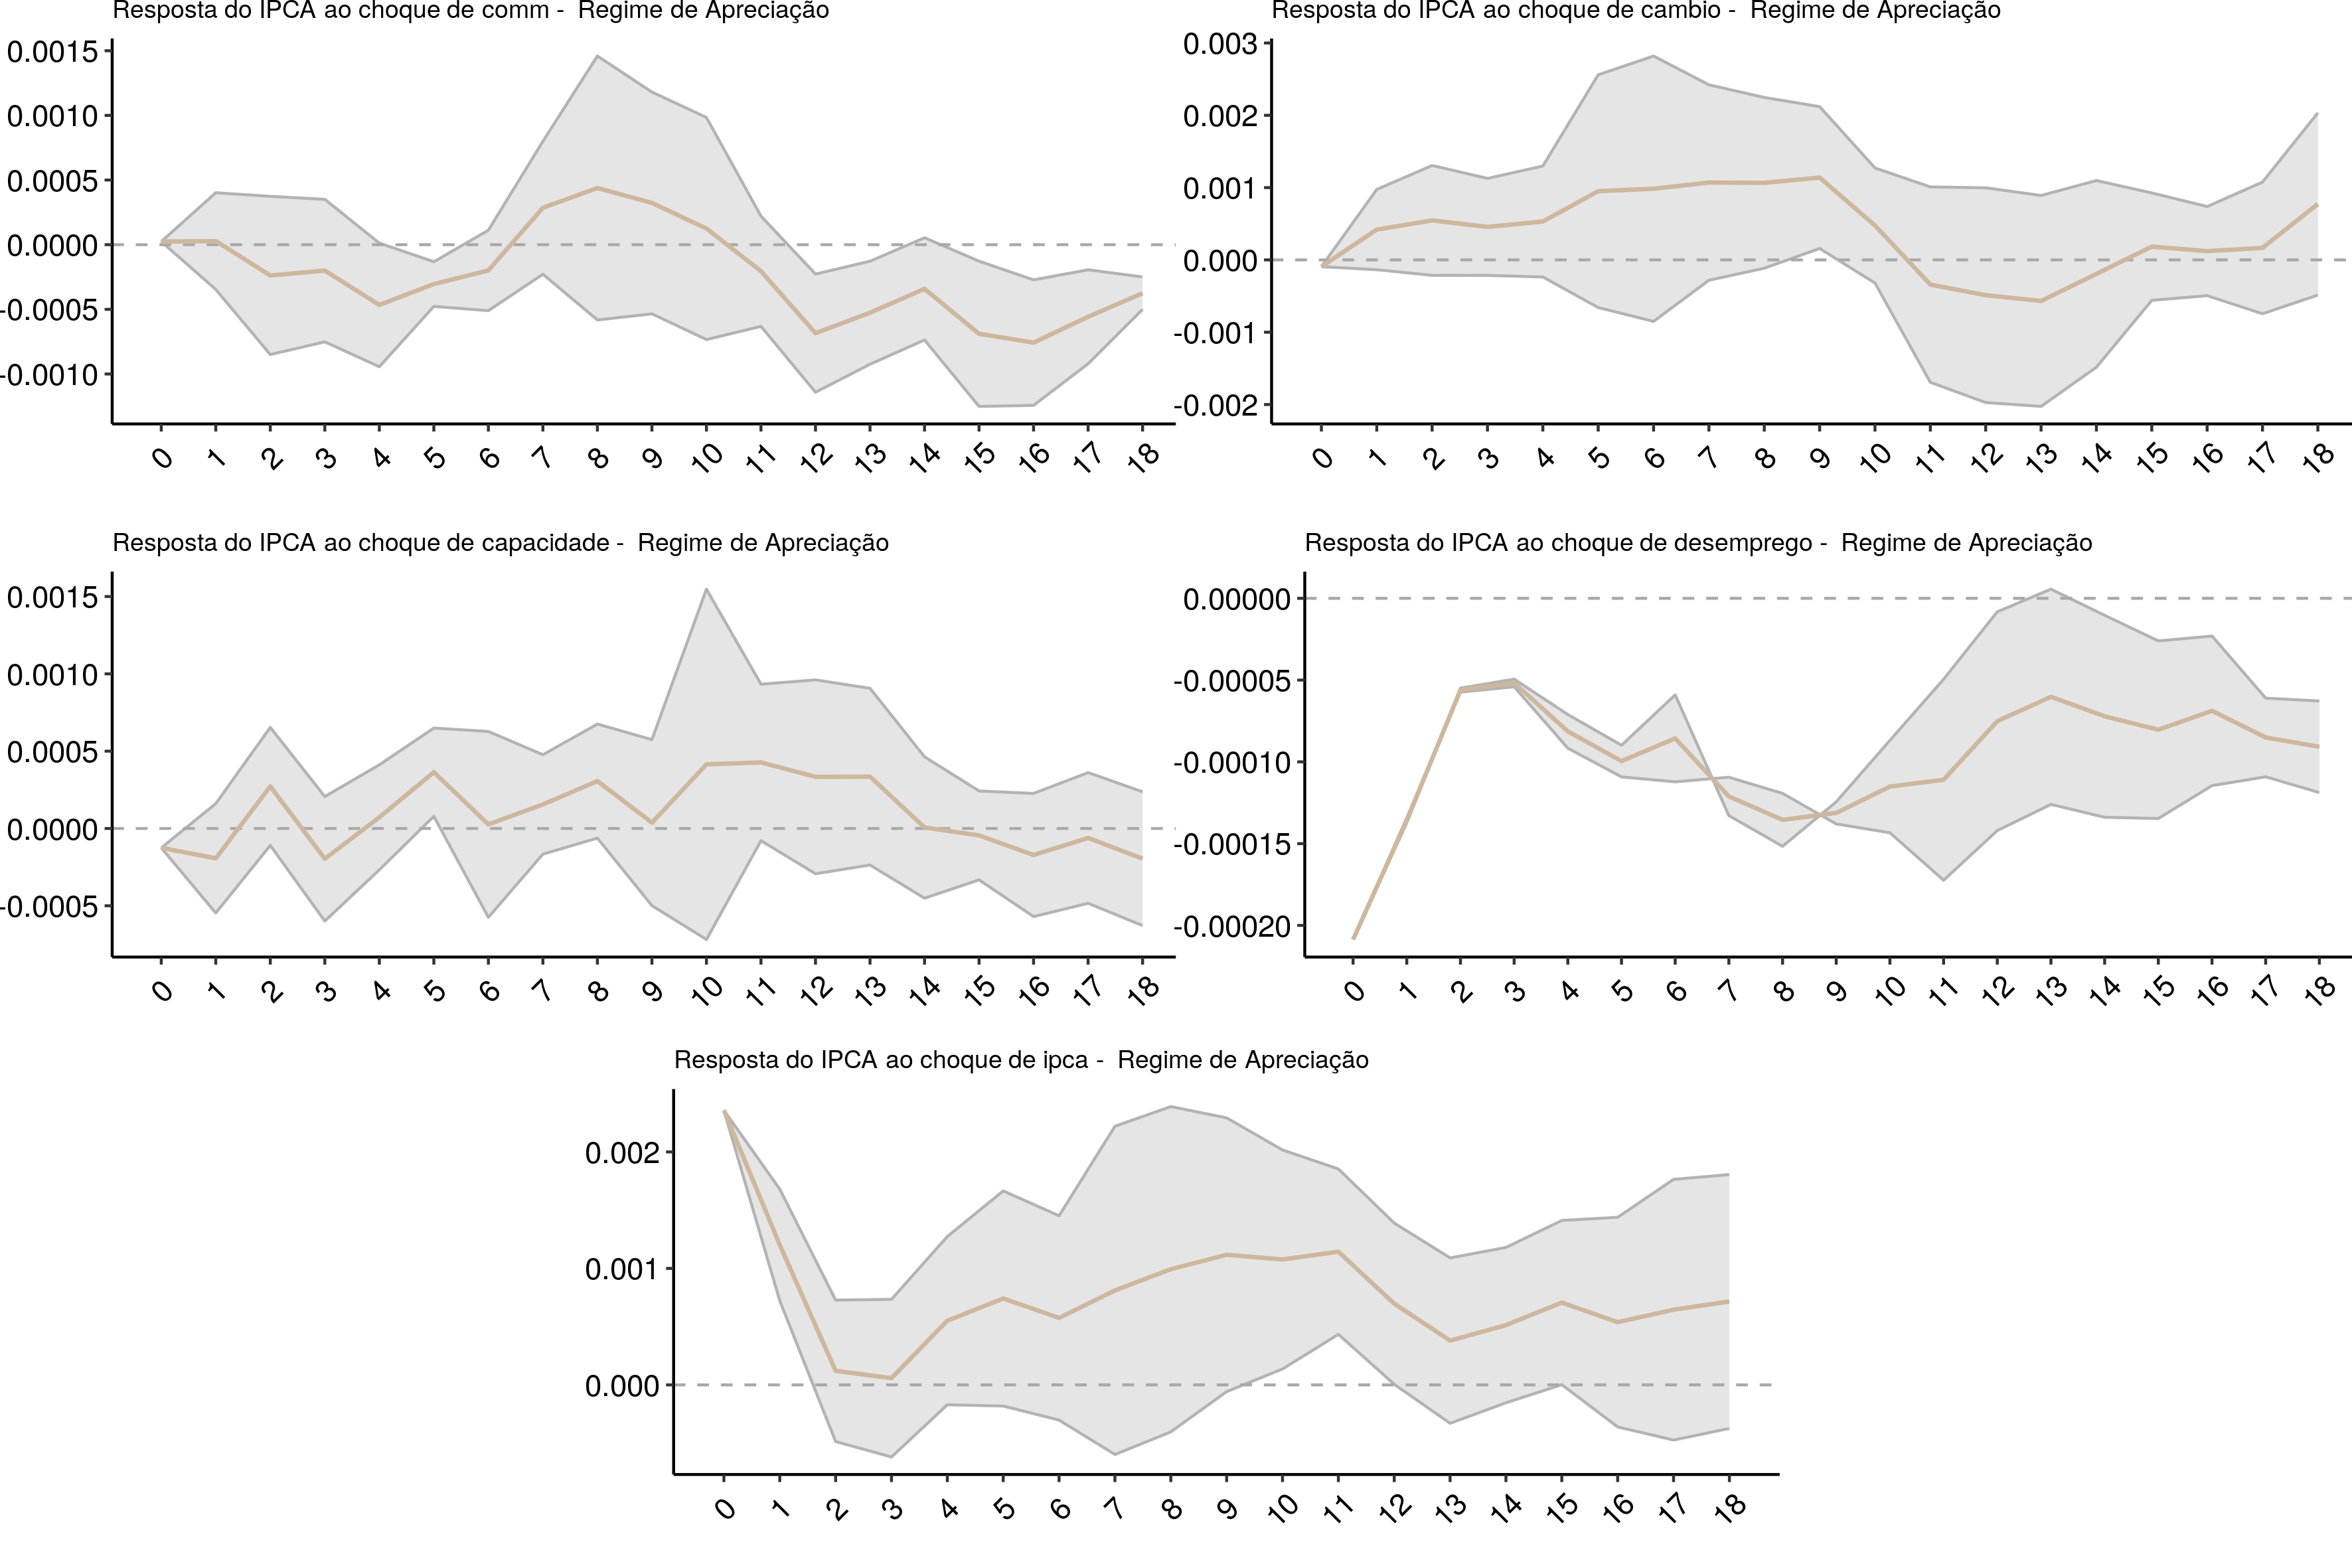 Resposta do IPCA ao choque de comm -  Regime de Apreciação
0.0015
0.0010
0.0005
0.0000
-0.0005
-0.0010
0 1 2 3 4 5 6 7 8 9 10 11 12 13 14 15 16 17 18
Resposta do IPCA ao choque de cambio -  Regime de Apreciação
0.003
0.002
0.001
0.000
-0.001
-0.002
0 1 2 3 4 5 6 7 8 9 10 11 12 13 14 15 16 17 18
Resposta do IPCA ao choque de capacidade -  Regime de Apreciação
0.0015
0.0010
0.0005
0.0000
-0.0005
0 1 2 3 4 5 6 7 8 9 10 11 12 13 14 15 16 17 18
Resposta do IPCA ao choque de desemprego -  Regime de Apreciação
0.00000
-0.00005
-0.00010
-0.00015
-0.00020
0 1 2 3 4 5 6 7 8 9 10 11 12 13 14 15 16 17 18
Resposta do IPCA ao choque de ipca -  Regime de Apreciação
0.002
0.001
0.000
0 1 2 3 4 5 6 7 8 9 10 11 12 13 14 15 16 17 18